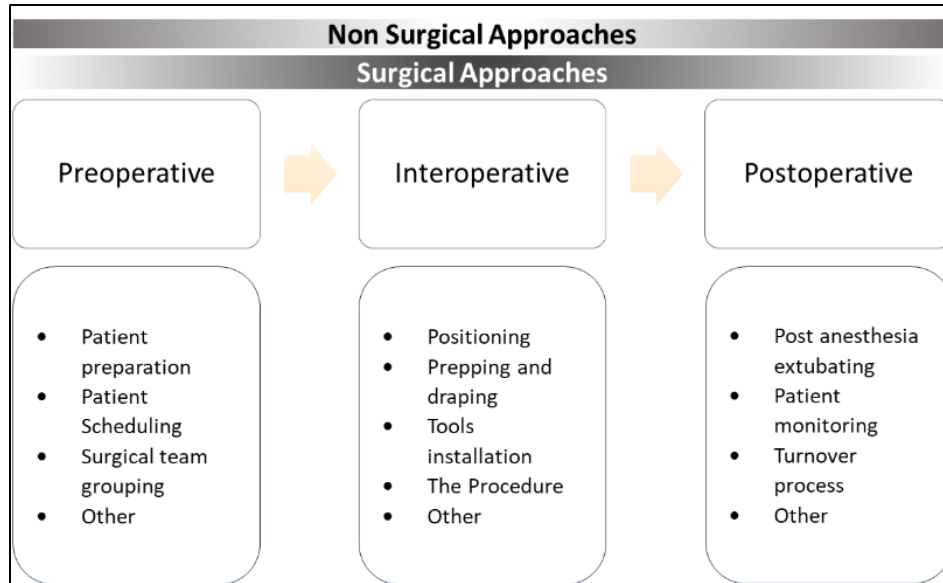 Non Surgical Approaches
Surgical Approaches
Preoperative
Interoperative
Postoperative
• Patient
preparation
• Patient
Scheduling
• Surgical team
grouping
• Other
• Positioning
• Prepping and
draping
• Tools
installation
• The Procedure
• Other
• Post anesthesia
extubating
• Patient
monitoring
• Turnover
process
• Other